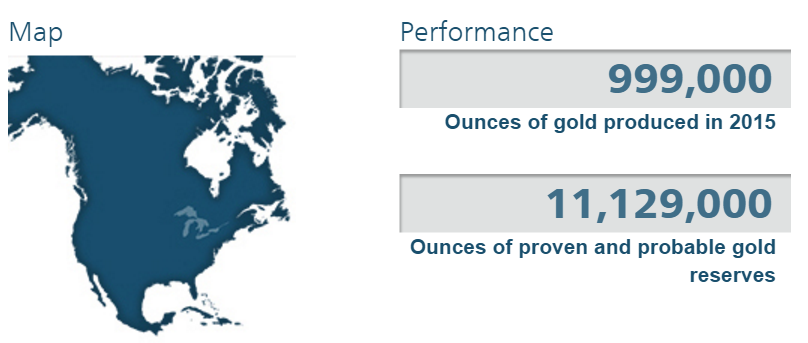 Map
Performance
999,000
Ounces of gold produced in 2015
11,129,000
Ounces of proven and probable gold
reserves